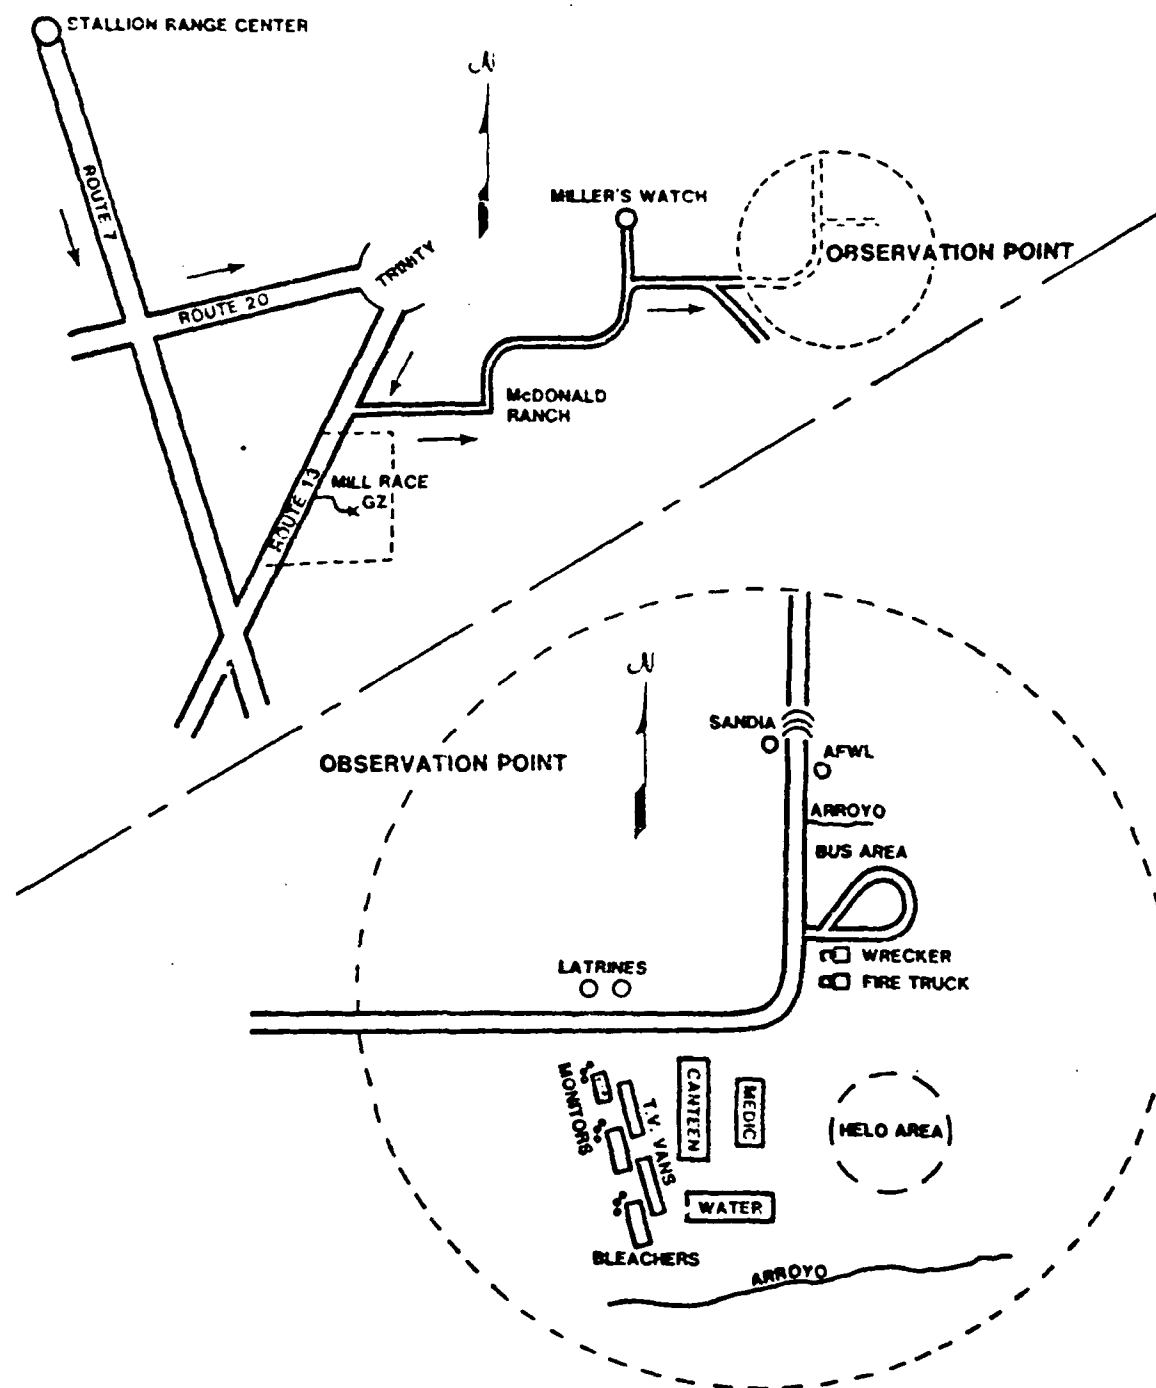 STALLION RANGE CENTER
N
ROUTE 7
MILLER'S WATCH
TRINITY
OBSERVATION POINT
ROUTE 20
McDONALD
RANCH
ROUTE 13
MILL RACE
GZ
N
SANDIA
OBSERVATION POINT
AFWL
ARROYO
BUS AREA
WRECKER
LATRINES
FIRE TRUCK
MONITORS
T.V. VANS
CANTEEN
MEDIC
HELO AREA
WATER
BLEACHERS
ARROYO